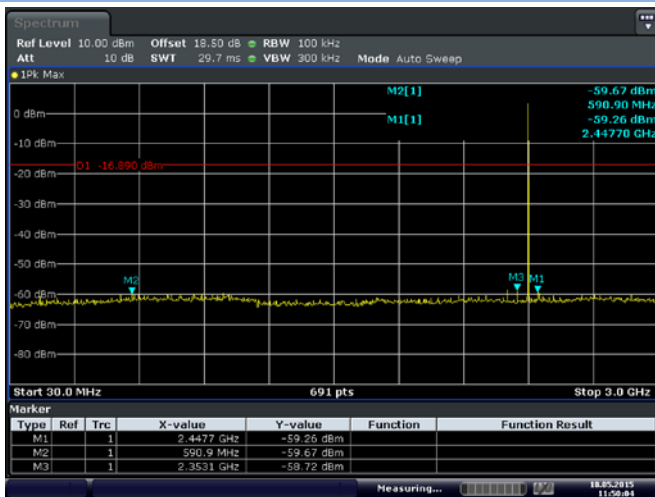 Spectrum
Ref Level 10.00 dBm Offset 18.50 dB RBW 100 kHz
Att 10 dB SWT 29.7 ms VBW 300 kHz Mode Auto Sweep
1Pk Max
M2[1] -59.67 dBm
590.90 MHz
0 dBm
M1[1] -59.26 dBm
2.44770 GHz
-10 dBm
D1 -16.890 dBm
-20 dBm
-30 dBm
-40 dBm
-50 dBm
M2 M3 M1
-60 dBm
-70 dBm
-80 dBm
Start 30.0 MHz 691 pts Stop 3.0 GHz
Marker
Type Ref Trc X-value Y-value Function Function Result
M1 1 2.4477 GHz -59.26 dBm
M2 1 590.9 MHz -59.67 dBm
M3 1 2.3531 GHz -58.72 dBm
Measuring... 18.05.2015
11:50:04